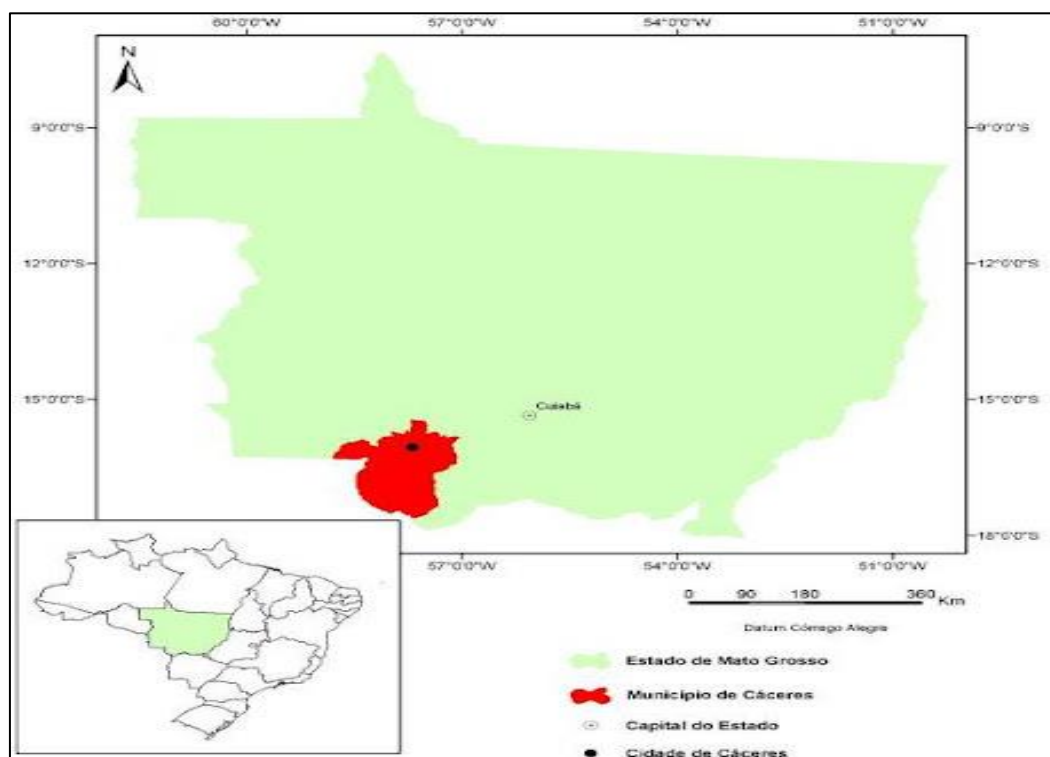 60°0'0"W 57°0'0"W 54°0'0"W 51°0'0"W
N
9°0'0"S 9°0'0"S
12°0'0"S 12°0'0"S
15°0'0"S 15°0'0"S
Cuiabá
18°0'0"S
57°0'0"W 54°0'0"W 51°0'0"W
0 90 180 360 Km
Datum Córrego Alegre
Estado de Mato Grosso
Município de Cáceres
Capital do Estado
Cidade de Cáceres